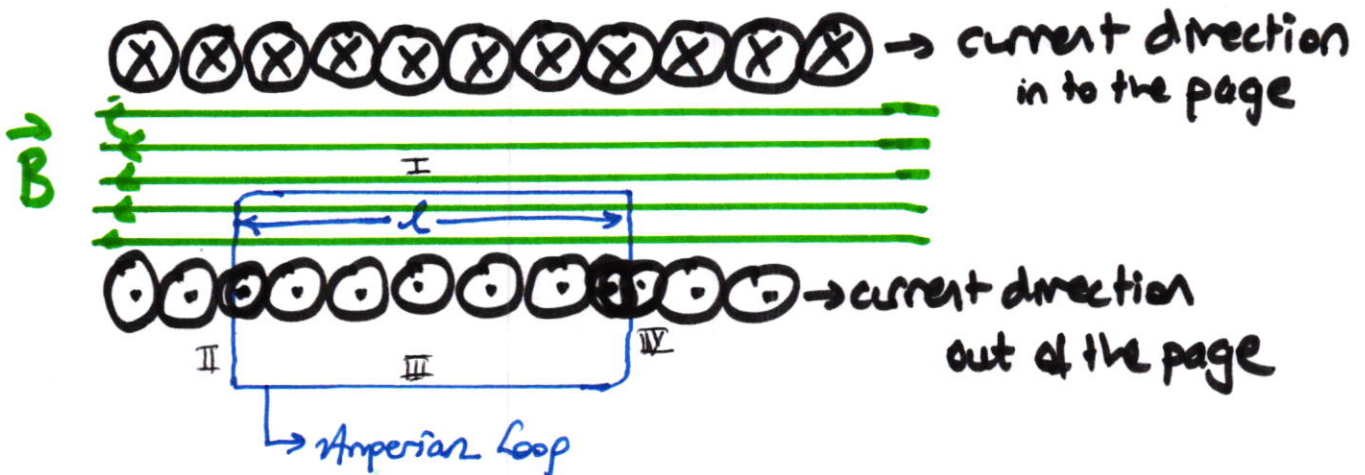 → current direction
in to the page
B
I
l
→ current direction
out of the page
II
III
IV
→ Amperian Loop